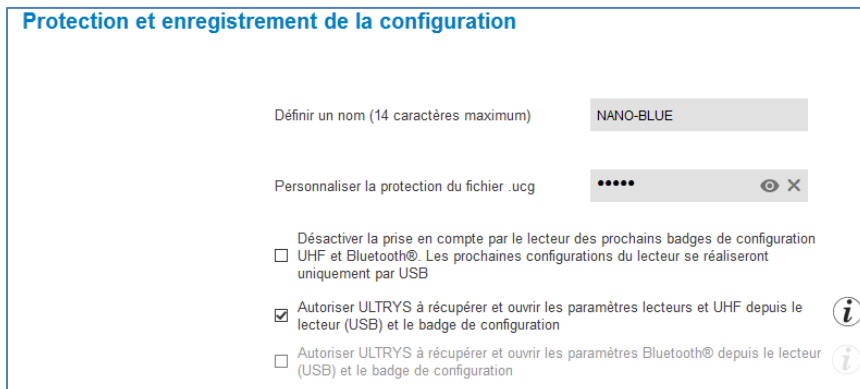 Protection et enregistrement de la configuration
Définir un nom (14 caractères maximum)
NANO-BLUE
Personnaliser la protection du fichier .ucg
•••••
Désactiver la prise en compte par le lecteur des prochains badges de configuration
UHF et Bluetooth®. Les prochaines configurations du lecteur se réaliseront
uniquement par USB
Autoriser ULTRYS à récupérer et ouvrir les paramètres lecteurs et UHF depuis le
lecteur (USB) et le badge de configuration
Autoriser ULTRYS à récupérer et ouvrir les paramètres Bluetooth® depuis le lecteur
(USB) et le badge de configuration